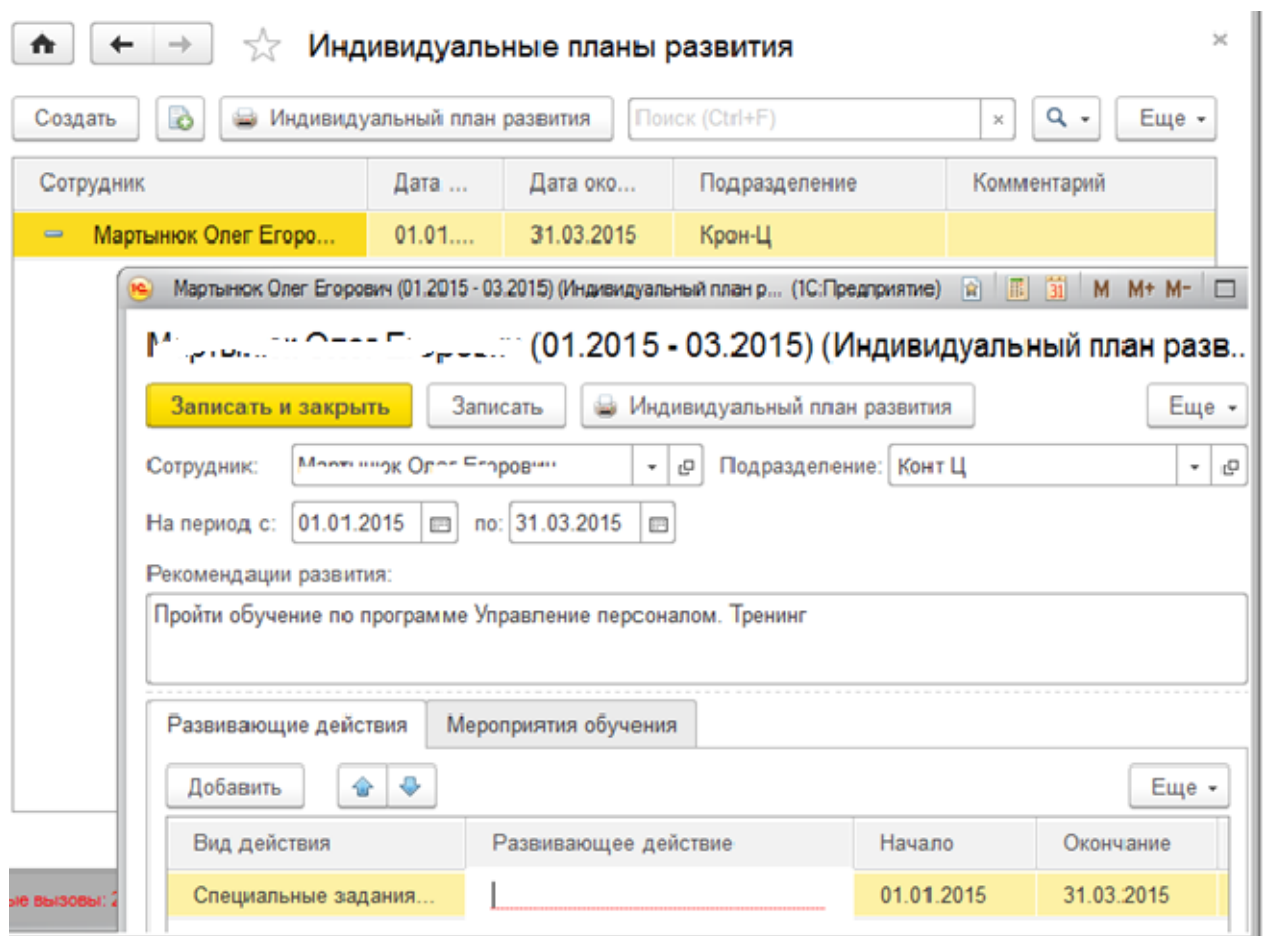 Индивидуальные планы развития
Создать Индивидуальный план развития Поиск (Ctrl+F) × Еще
Сотрудник Дата ... Дата око... Подразделение Комментарий
Мартынюк Олег Егоро... 01.01.... 31.03.2015 Крон-Ц
Мартынюк Олег Егорович (01.2015 - 03.2015) (Индивидуальный план р... (1С:Предприятие) 31 M M+ M-
(01.2015 - 03.2015) (Индивидуальный план разв..
Записать и закрыть Записать Индивидуальный план развития Еще
Сотрудник: Подразделение: Конт Ц
На период с: 01.01.2015 по: 31.03.2015
Рекомендации развития:
Пройти обучение по программе Управление персоналом. Тренинг
Развивающие действия Мероприятия обучения
Добавить Еще
Вид действия Развивающее действие Начало Окончание
ые вызовы: 2 Специальные задания... 01.01.2015 31.03.2015